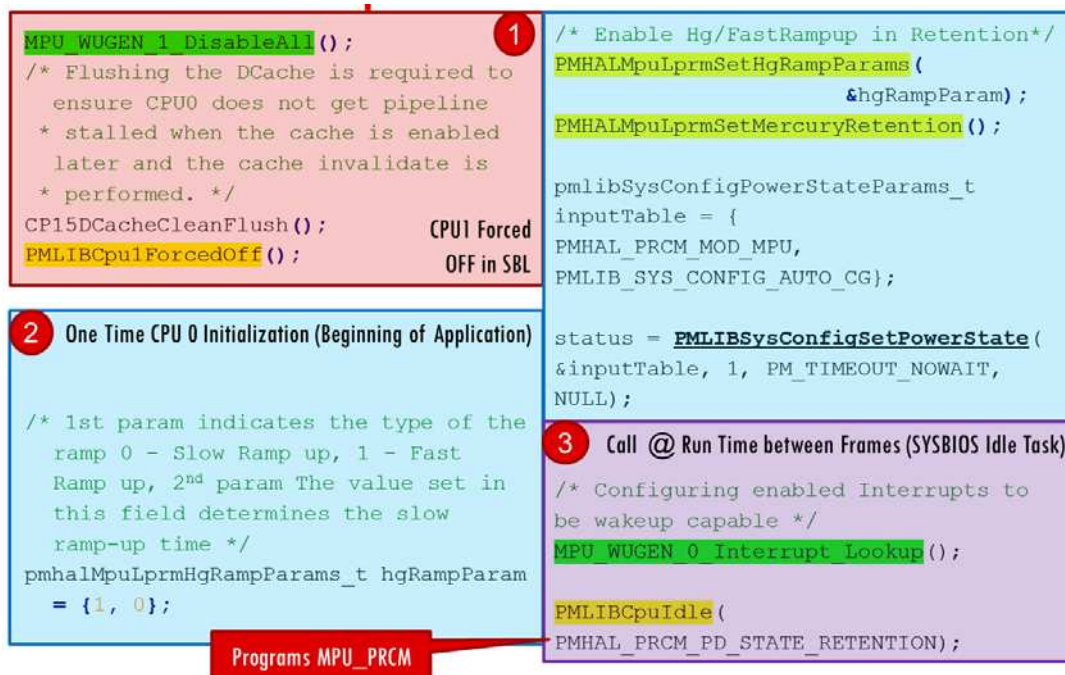 MPU_WUGEN_1_DisableAll();
1
/* Flushing the DCache is required to
ensure CPU0 does not get pipeline
* stalled when the cache is enabled
later and the cache invalidate is
* performed. */
CP15DCacheCleanFlush();
PMLIBCpu1ForcedOff();
CPU1 Forced
OFF in SBL
2 One Time CPU 0 Initialization (Beginning of Application)
/* 1st param indicates the type of the
ramp 0 – Slow Ramp up, 1 – Fast
Ramp up, 2nd param The value set in
this field determines the slow
ramp-up time */
pmhalMpuLprmHgRampParams_t hgRampParam
= {1, 0};
/* Enable Hg/FastRampup in Retention*/
PMHALMpuLprmSetHgRampParams(
&hgRampParam);
PMHALMpuLprmSetMercuryRetention();
pmlibSysConfigPowerStateParams_t
inputTable = {
PMHAL_PRCM_MOD_MPU,
PMLIB_SYS_CONFIG_AUTO_CG};
status = PMLIBSysConfigSetPowerState(
&inputTable, 1, PM_TIMEOUT_NOWAIT,
NULL);
3 Call @ Run Time between Frames (SYSBIOS Idle Task)
/* Configuring enabled Interrupts to
be wakeup capable */
MPU_WUGEN_0_Interrupt_Lookup();
PMLIBCpuIdle(
PMHAL_PRCM_PD_STATE_RETENTION);
Programs MPU_PRCM